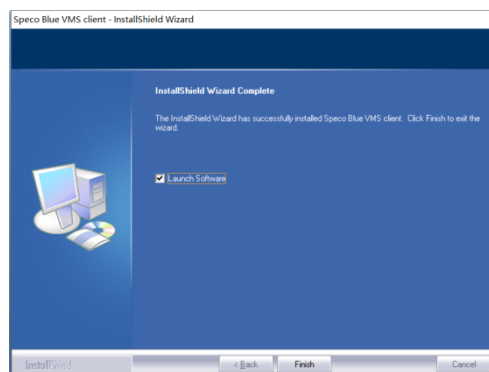 Speco Blue VMS client - InstallShield Wizard
InstallShield Wizard Complete
The InstallShield Wizard has successfully installed Speco Blue VMS client. Click Finish to exit the
wizard.
Launch Software
InstallShield
< Back Finish Cancel